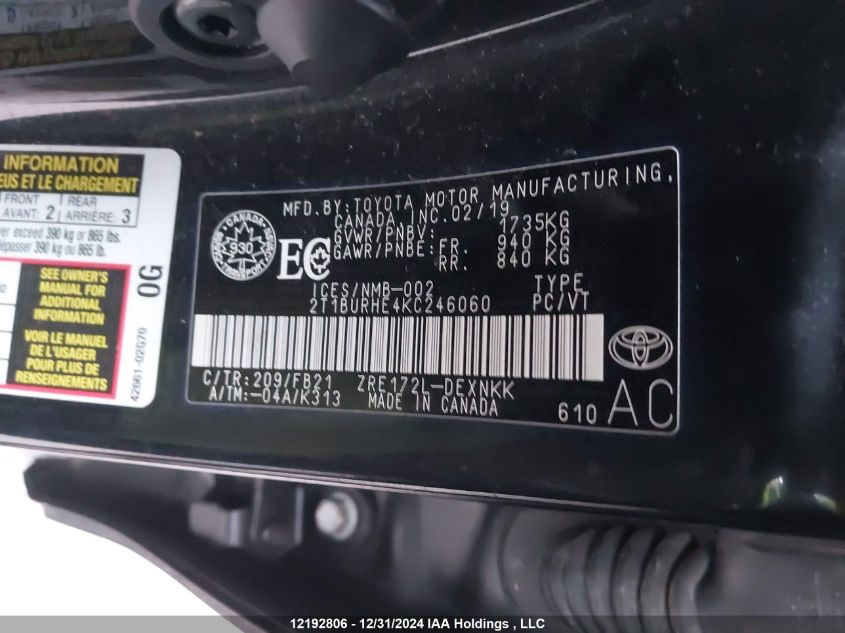 INFORMATION
EUS ET LE CHARGEMENT
FRONT REAR
AVANT: 2 ARRIÈRE: 3
exceed 390 kg or 865 lbs.
390 kg ou 865 lb.
SEE OWNER'S
MANUAL FOR
ADDITIONAL
INFORMATION
VOIR LE MANUEL
DE L'USAGER
POUR PLUS DE
RENSEIGNEMENTS
0G
42661-02G70
CANADA
930
TRANSPORT
EC
MFD. BY: TOYOTA MOTOR MANUFACTURING,
CANADA, INC. 02/19
GVWR/PNBV: 1735KG
GAWR/PNBE: FR. 940 KG
RR. 840 KG
ICES/NMB-002 TYPE
2T1BURHE4KC246060 PC/VT
C/TR: 209/FB21 ZRE172L-DEXNKK
A/TM: -04A/K313 MADE IN CANADA
610 AC
12192806 - 12/31/2024 IAA Holdings , LLC